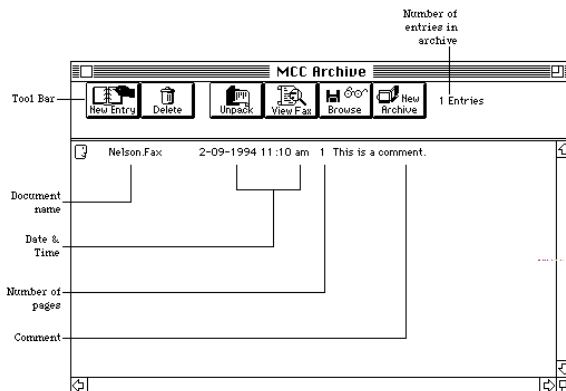 Number of
entries in
archive
MCC Archive
Tool Bar
New Entry
Delete
Unpack
View Fax
Browse
New
Archive
1 Entries
Nelson.Fax 2-09-1994 11:10 am 1 This is a comment.
Document
name
Date &
Time
Number of
pages
Comment